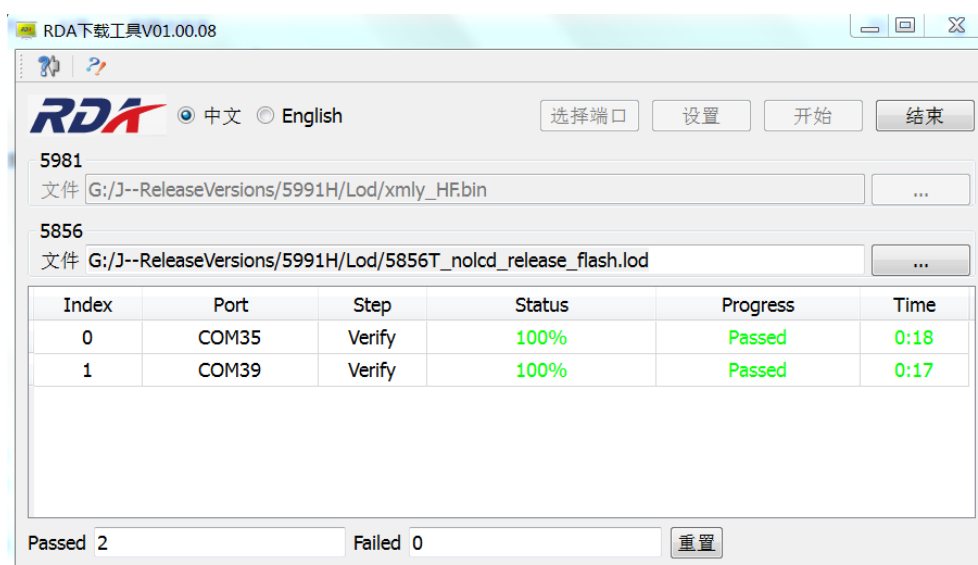 RDA下载工具V01.00.08
RDA 中文 English 选择端口 设置 开始 结束
5981
文件 G:/J--ReleaseVersions/5991H/Lod/xmly_HF.bin ...
5856
文件 G:/J--ReleaseVersions/5991H/Lod/5856T_nolcd_release_flash.lod ...
Index Port Step Status Progress Time
0 COM35 Verify 100% Passed 0:18
1 COM39 Verify 100% Passed 0:17
Passed 2 Failed 0 重置